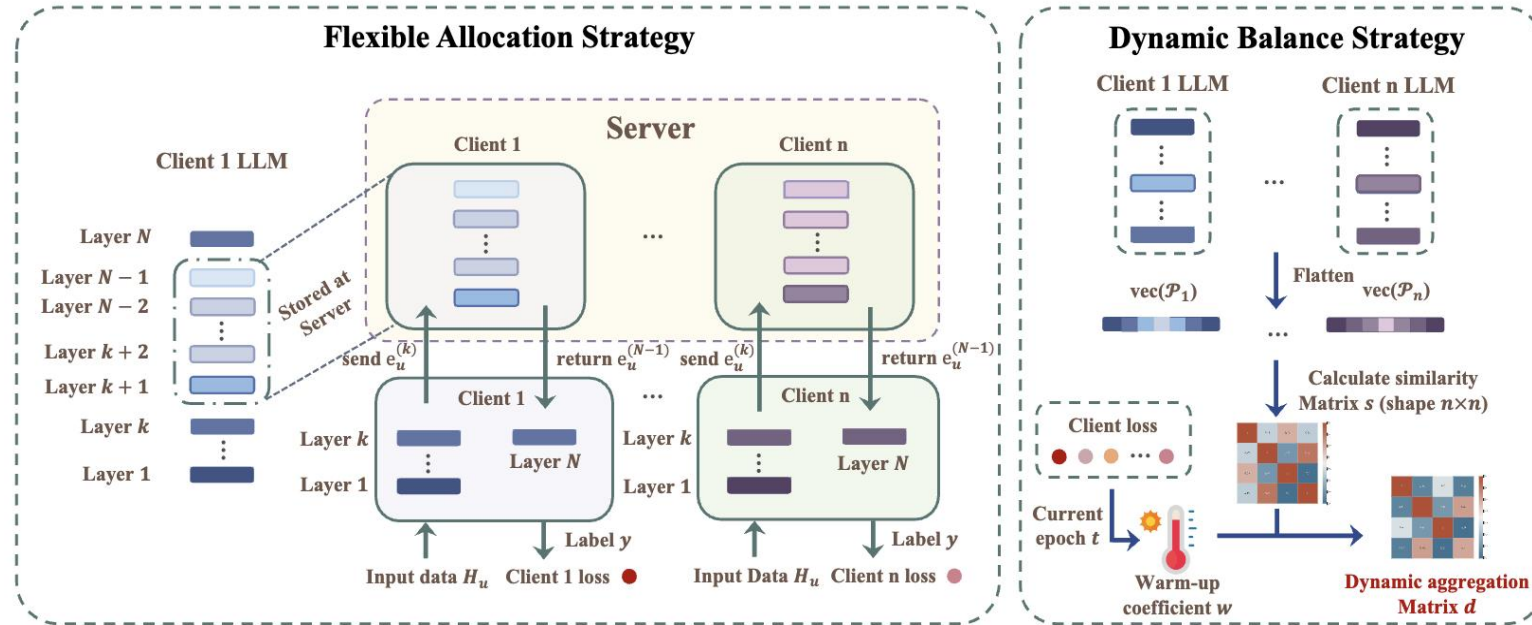 Flexible Allocation Strategy
Server
Client 1
Client n
...
Client 1 LLM
Layer N
Layer N − 1
Layer N − 2
Layer k + 2
Layer k + 1
Layer k
Layer 1
Stored at
Server
send e_u^(k)
return e_u^(N-1)
send e_u^(k)
return e_u^(N-1)
Client 1
...
Client n
Layer k
Layer N
Layer 1
Layer k
Layer N
Layer 1
Label y
Label y
Input data H_u
Client 1 loss
Input Data H_u
Client n loss
Dynamic Balance Strategy
Client 1 LLM
Client n LLM
...
Flatten
vec(𝒫_1)
vec(𝒫_n)
...
Calculate similarity
Matrix s (shape n×n)
Client loss
Current
epoch t
Warm-up
coefficient w
Dynamic aggregation
Matrix d